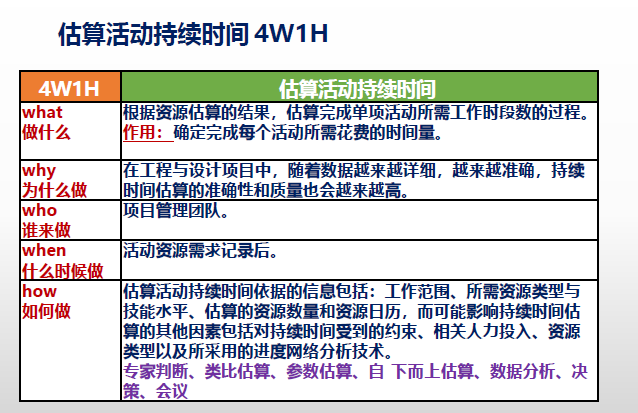 估算活动持续时间 4W1H
4W1H
估算活动持续时间
what
做什么
根据资源估算的结果，估算完成单项活动所需工作时段数的过程。
作用：确定完成每个活动所需花费的时间量。
why
为什么做
在工程与设计项目中，随着数据越来越详细，越来越准确，持续
时间估算的准确性和质量也会越来越高。
who
谁来做
项目管理团队。
when
什么时候做
活动资源需求记录后。
how
如何做
估算活动持续时间依据的信息包括：工作范围、所需资源类型与
技能水平、估算的资源数量和资源日历，而可能影响持续时间估
算的其他因素包括对持续时间受到的约束、相关人力投入、资源
类型以及所采用的进度网络分析技术。
专家判断、类比估算、参数估算、自 下而上估算、数据分析、决
策、会议